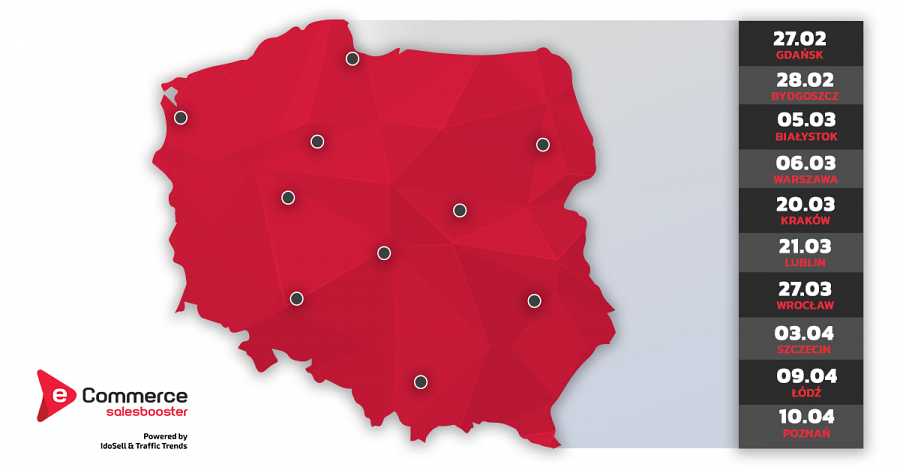 27.02
GDAŃSK
28.02
BYDGOSZCZ
05.03
BIAŁYSTOK
06.03
WARSZAWA
20.03
KRAKÓW
21.03
LUBLIN
27.03
WROCŁAW
03.04
SZCZECIN
09.04
ŁÓDŹ
10.04
POZNAŃ
e Commerce
salesbooster
Powered by
IdoSell & Traffic Trends